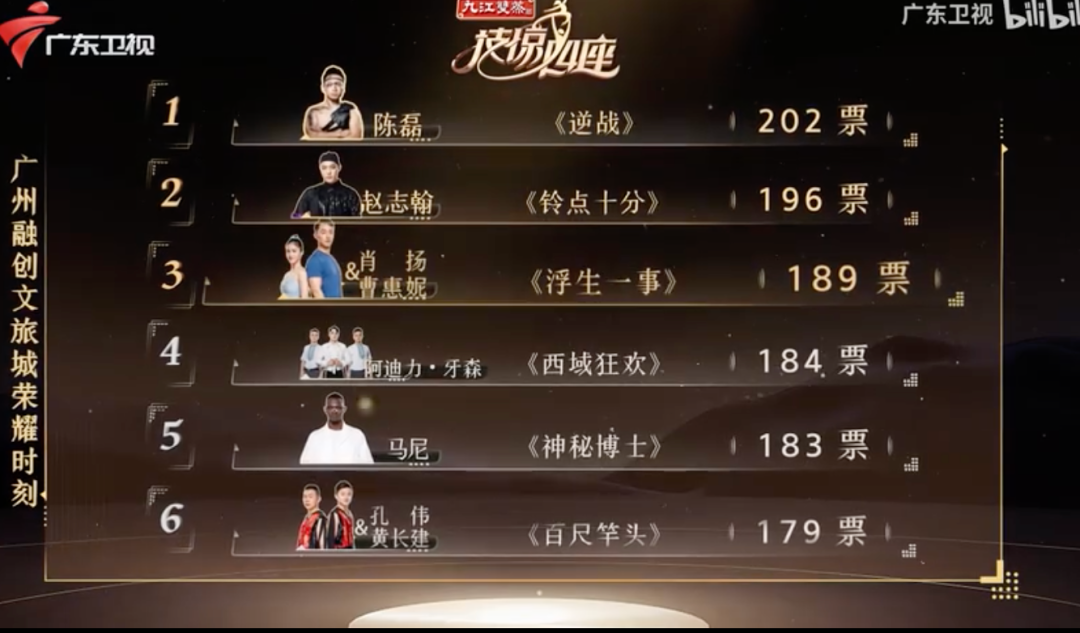 九江雙蒸
技惊四座
广东卫视
广东卫视 bilibili
广州融创文旅城荣耀时刻
1 陈磊 《逆战》 202 票
2 赵志翰 《铃点十分》 196 票
3 肖扬&曹惠妮 《浮生一事》 189 票
4 阿迪力·牙森 《西域狂欢》 184 票
5 马尼 《神秘博士》 183 票
6 孔伟&黄长建 《百尺竿头》 179 票